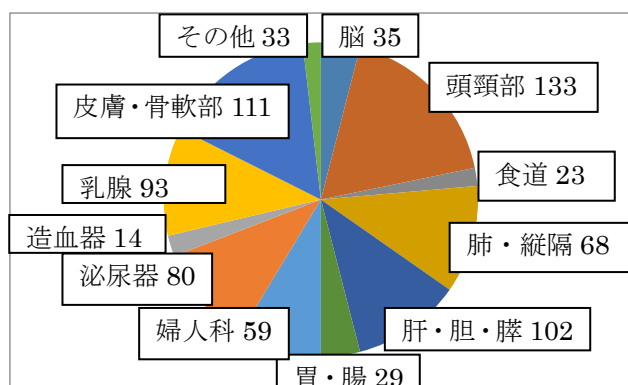 その他 33
脳 35
頭頸部 133
皮膚・骨軟部 111
食道 23
乳腺 93
造血器 14
肺・縦隔 68
泌尿器 80
婦人科 59
肝・胆・膵 102
胃・腸 29